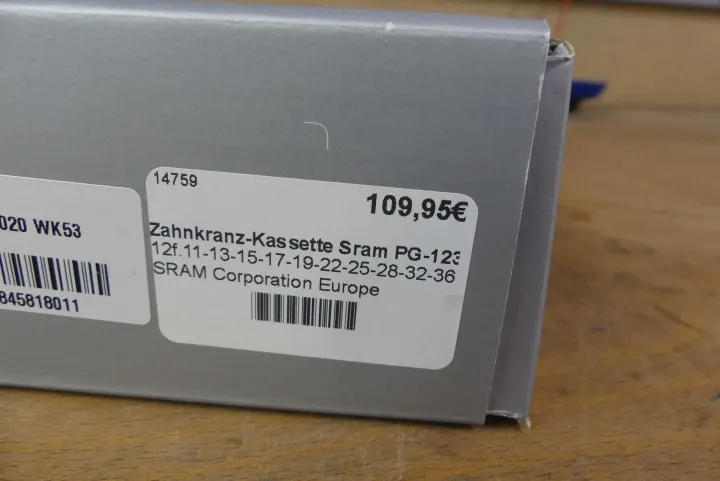 020 WK53
845818011
14759
109,95€
Zahnkranz-Kassette Sram PG-123
12f.11-13-15-17-19-22-25-28-32-36
SRAM Corporation Europe